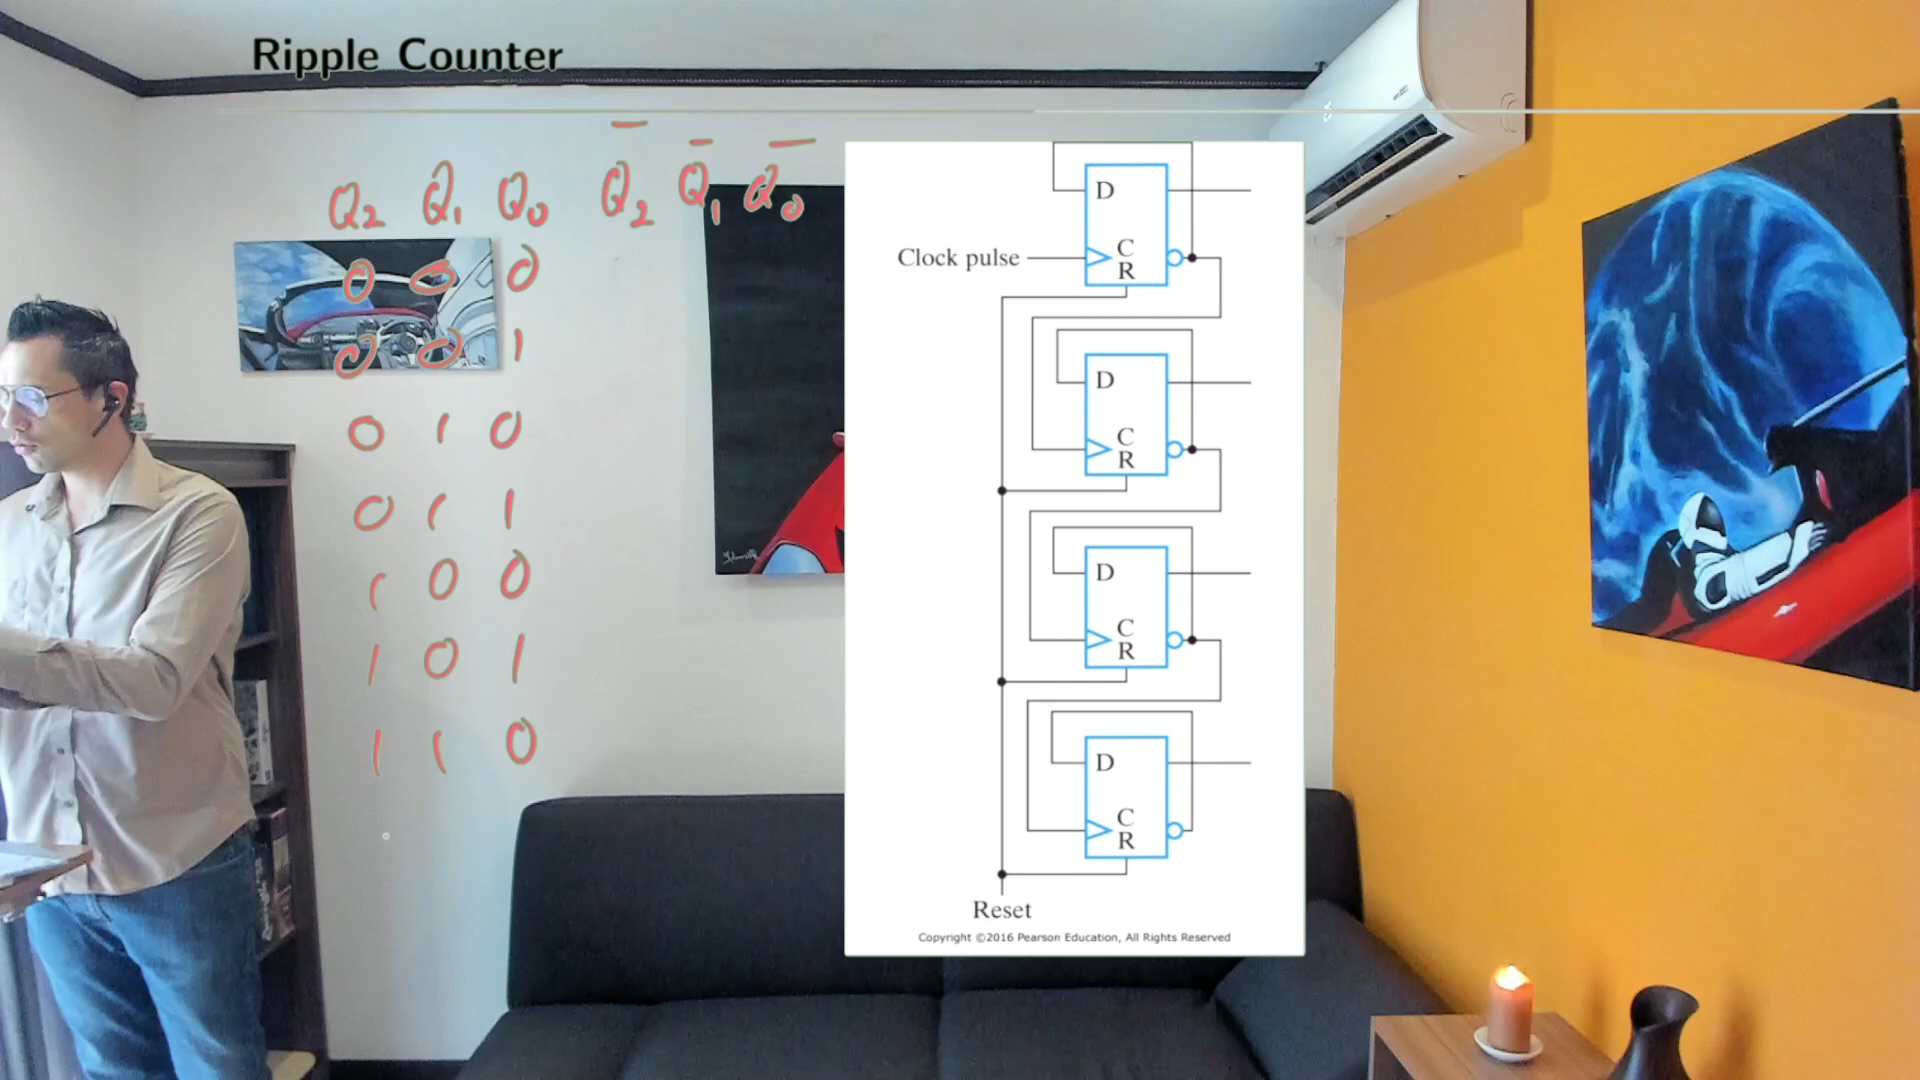 Ripple Counter
Q2 Q1 Q0 Q̅2 Q̅1 Q̅0
0 0 0
0 0 1
0 1 0
0 1 1
1 0 0
1 0 1
1 1 0
D
Clock pulse
C
R
D
C
R
D
C
R
D
C
R
Reset
Copyright ©2016 Pearson Education, All Rights Reserved